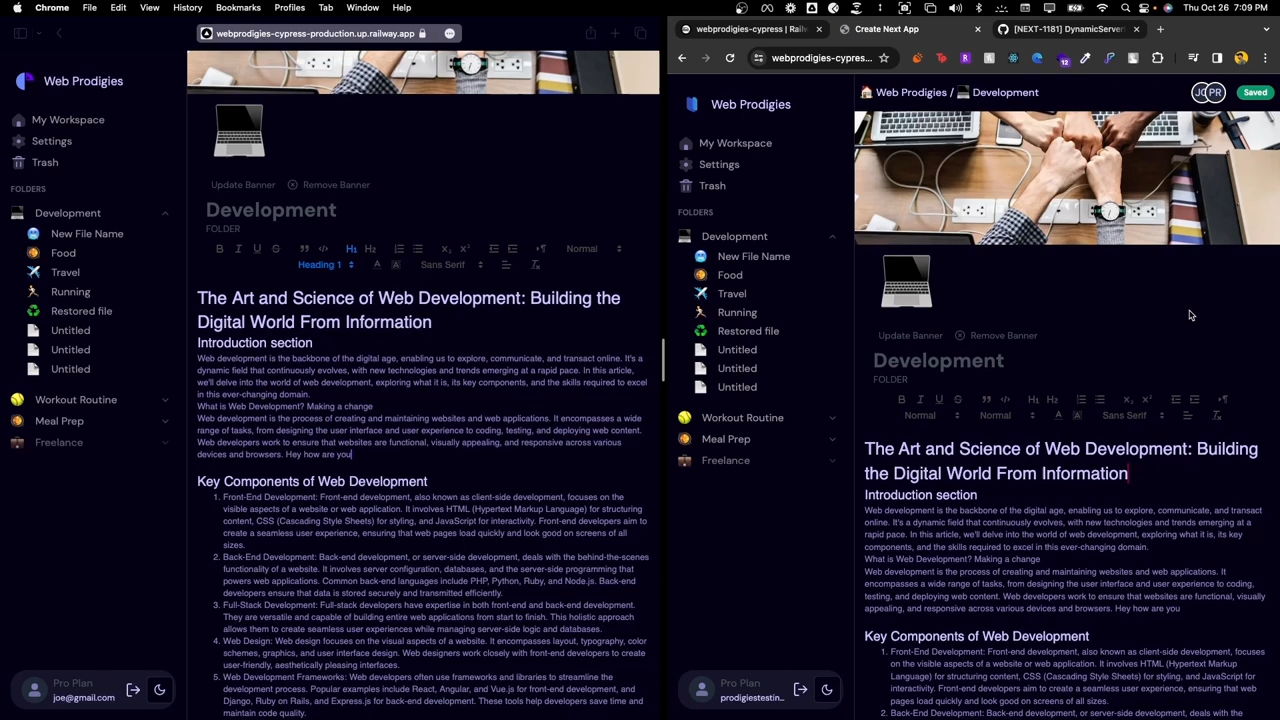 Chrome File Edit View History Bookmarks Profiles Tab Window Help
Thu Oct 26 7:09 PM
webprodigies-cypress-production.up.railway.app
Web Prodigies
My Workspace
Settings
Trash
FOLDERS
Development
New File Name
Food
Travel
Running
Restored file
Untitled
Untitled
Untitled
Workout Routine
Meal Prep
Freelance
Pro Plan
joe@gmail.com
Update Banner Remove Banner
Development
FOLDER
B I U S H1 H2 X2 X2 Normal
Heading 1 A A Sans Serif
The Art and Science of Web Development: Building the
Digital World From Information
Introduction section
Web development is the backbone of the digital age, enabling us to explore, communicate, and transact online. It's a
dynamic field that continuously evolves, with new technologies and trends emerging at a rapid pace. In this article,
we'll delve into the world of web development, exploring what it is, its key components, and the skills required to excel
in this ever-changing domain.
What is Web Development? Making a change
Web development is the process of creating and maintaining websites and web applications. It encompasses a wide
range of tasks, from designing the user interface and user experience to coding, testing, and deploying web content.
Web developers work to ensure that websites are functional, visually appealing, and responsive across various
devices and browsers. Hey how are you
Key Components of Web Development
1. Front-End Development: Front-end development, also known as client-side development, focuses on the
visible aspects of a website or web application. It involves HTML (Hypertext Markup Language) for structuring
content, CSS (Cascading Style Sheets) for styling, and JavaScript for interactivity. Front-end developers aim to
create a seamless user experience, ensuring that web pages load quickly and look good on screens of all
sizes.
2. Back-End Development: Back-end development, or server-side development, deals with the behind-the-scenes
functionality of a website. It involves server configuration, databases, and the server-side programming that
powers web applications. Common back-end languages include PHP, Python, Ruby, and Node.js. Back-end
developers ensure that data is stored securely and transmitted efficiently.
3. Full-Stack Development: Full-stack developers have expertise in both front-end and back-end development.
They are versatile and capable of building entire web applications from start to finish. This holistic approach
allows them to create seamless user experiences while managing server-side logic and databases.
4. Web Design: Web design focuses on the visual aspects of a website. It encompasses layout, typography, color
schemes, graphics, and user interface design. Web designers work closely with front-end developers to create
user-friendly, aesthetically pleasing interfaces.
5. Web Development Frameworks: Web developers often use frameworks and libraries to streamline the
development process. Popular examples include React, Angular, and Vue.js for front-end development, and
Django, Ruby on Rails, and Express.js for back-end development. These tools help developers save time and
maintain code quality.
webprodigies-cypress | Railw
Create Next App
[NEXT-1181] DynamicServerE
webprodigies-cypres...
12
Web Prodigies
My Workspace
Settings
Trash
FOLDERS
Development
New File Name
Food
Travel
Running
Restored file
Untitled
Untitled
Untitled
Workout Routine
Meal Prep
Freelance
Pro Plan
prodigiestestin...
Web Prodigies / Development
PR
Saved
Update Banner Remove Banner
Development
FOLDER
B I U S H1 H2 X2 X2
Normal Normal A A Sans Serif
The Art and Science of Web Development: Building
the Digital World From Information
Introduction section
Web development is the backbone of the digital age, enabling us to explore, communicate, and transact
online. It's a dynamic field that continuously evolves, with new technologies and trends emerging at a
rapid pace. In this article, we'll delve into the world of web development, exploring what it is, its key
components, and the skills required to excel in this ever-changing domain.
What is Web Development? Making a change
Web development is the process of creating and maintaining websites and web applications. It
encompasses a wide range of tasks, from designing the user interface and user experience to coding,
testing, and deploying web content. Web developers work to ensure that websites are functional, visually
appealing, and responsive across various devices and browsers. Hey how are you
Key Components of Web Development
1. Front-End Development: Front-end development, also known as client-side development, focuses
on the visible aspects of a website or web application. It involves HTML (Hypertext Markup
Language) for structuring content, CSS (Cascading Style Sheets) for styling, and JavaScript for
interactivity. Front-end developers aim to create a seamless user experience, ensuring that web
pages load quickly and look good on screens of all sizes.
2. Back-End Development: Back-end development, or server-side development, deals with the